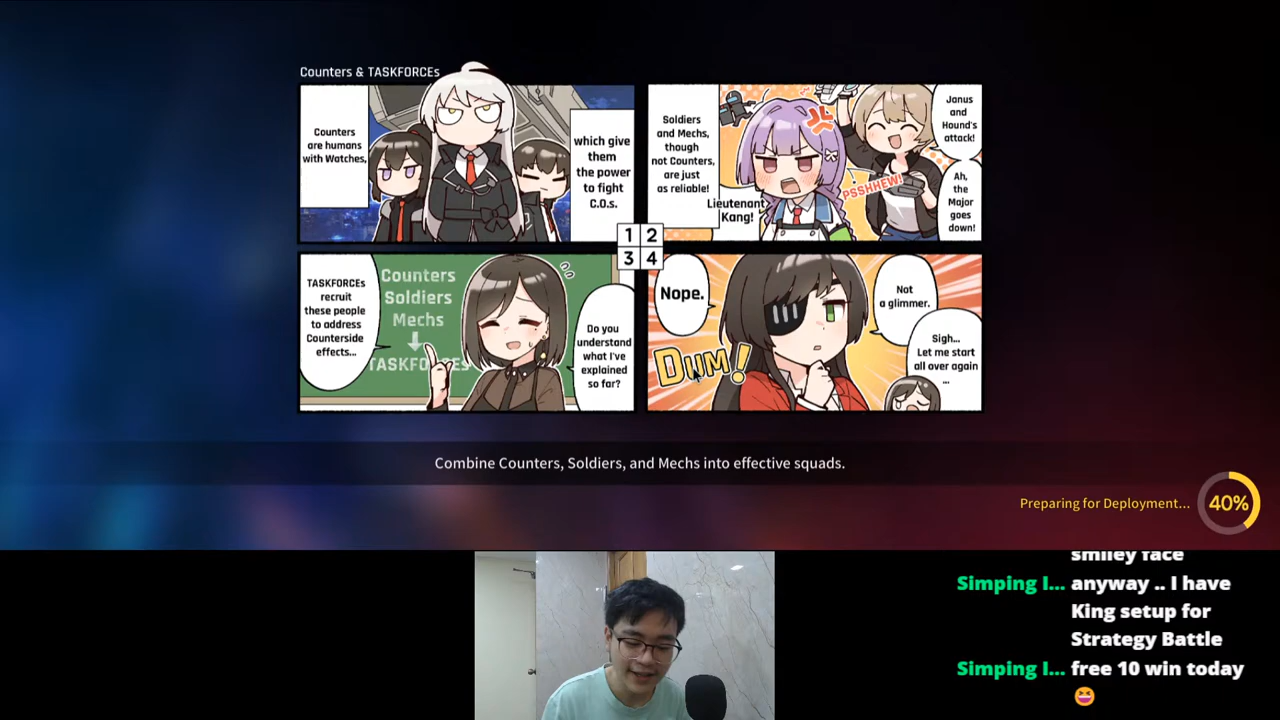 Counters & TASKFORCEs
Counters
are humans
with Watches,
which give
them
the power
to fight
C.O.s.
Soldiers
and Mechs,
though
not Counters,
are just
as reliable!
Lieutenant
Kang!
PSSHHEW!
Janus
and
Hound's
attack!
Ah,
the
Major
goes
down!
1 2
3 4
TASKFORCEs
recruit
these people
to address
Counterside
effects...
Counters
Soldiers
Mechs
TASKFORCES
Do you
understand
what I've
explained
so far?
Nope.
DUM!
Not
a glimmer.
Sigh...
Let me start
all over again
...
Combine Counters, Soldiers, and Mechs into effective squads.
Preparing for Deployment...
40%
smiley face
Simping I... anyway .. I have
King setup for
Strategy Battle
Simping I... free 10 win today